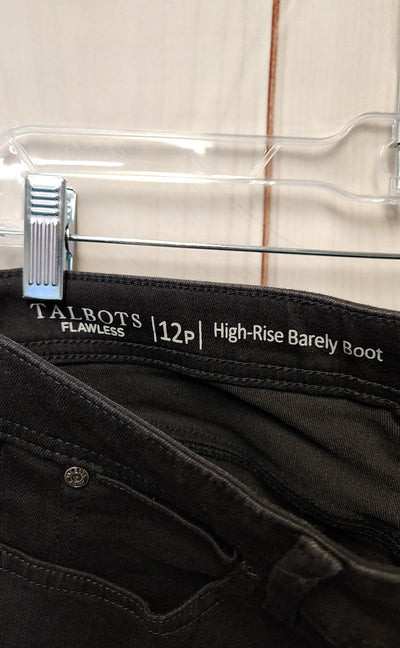 TALBOTS
FLAWLESS
|12P|
High-Rise Barely Boot